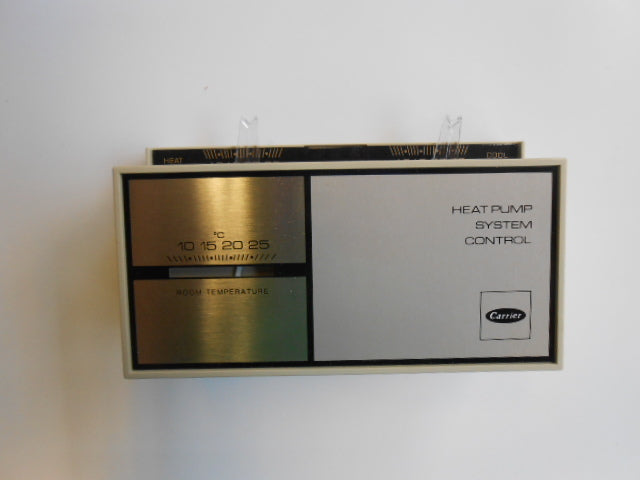 HEAT COOL
HEAT PUMP
SYSTEM
CONTROL
°C
10 15 20 25
ROOM TEMPERATURE
Carrier